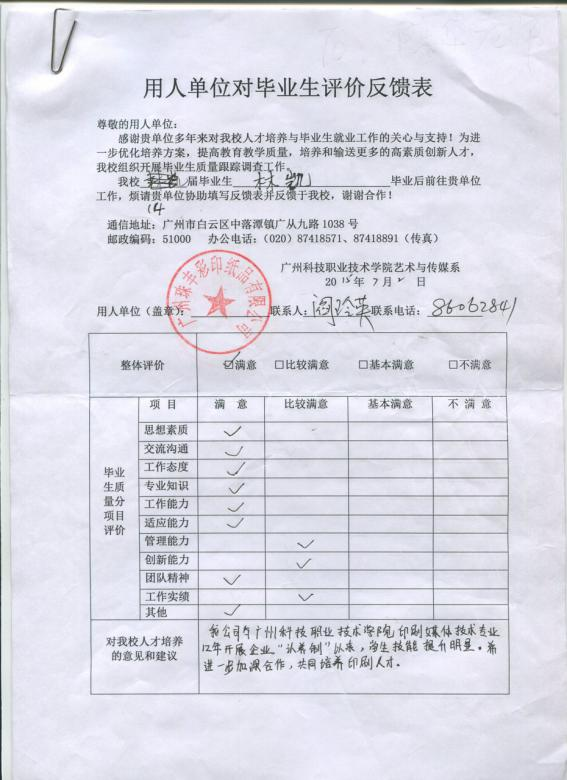 用人单位对毕业生评价反馈表
尊敬的用人单位:
感谢贵单位多年来对我校人才培养与毕业生就业工作的关心与支持！为进
一步优化培养方案，提高教育教学质量，培养和输送更多的高素质创新人才，
我校组织开展毕业生质量跟踪调查工作。
我校 届毕业生 林凯 毕业后前往贵单位
工作，烦请贵单位协助填写反馈表并反馈于我校，谢谢合作！
14
通信地址：广州市白云区中落潭镇广从九路 1038 号
邮政编码：51000 办公电话：（020）87418571、87418891（传真）
广州科技职业技术学院艺术与传媒系
2015年7月2日
广州珠丰彩印纸品有限公司
用人单位（盖章）： 联系人： 联系电话：86062841
整体评价 ☑满意 □比较满意 □基本满意 □不满意
项 目 满 意 比较满意 基本满意 不 满 意
毕业
生质
量分
项目
评价
思想素质 ✓
交流沟通 ✓
工作态度 ✓
专业知识 ✓
工作能力 ✓
适应能力 ✓
管理能力 ✓
创新能力 ✓
团队精神 ✓
工作实绩 ✓
其他 ✓
对我校人才培养
的意见和建议
我公司与广州科技职业技术学院印刷媒体技术专业
12年开展企业“认养制”以来，学生技能提升明显。希
进一步加深合作，共同培养印刷人才。